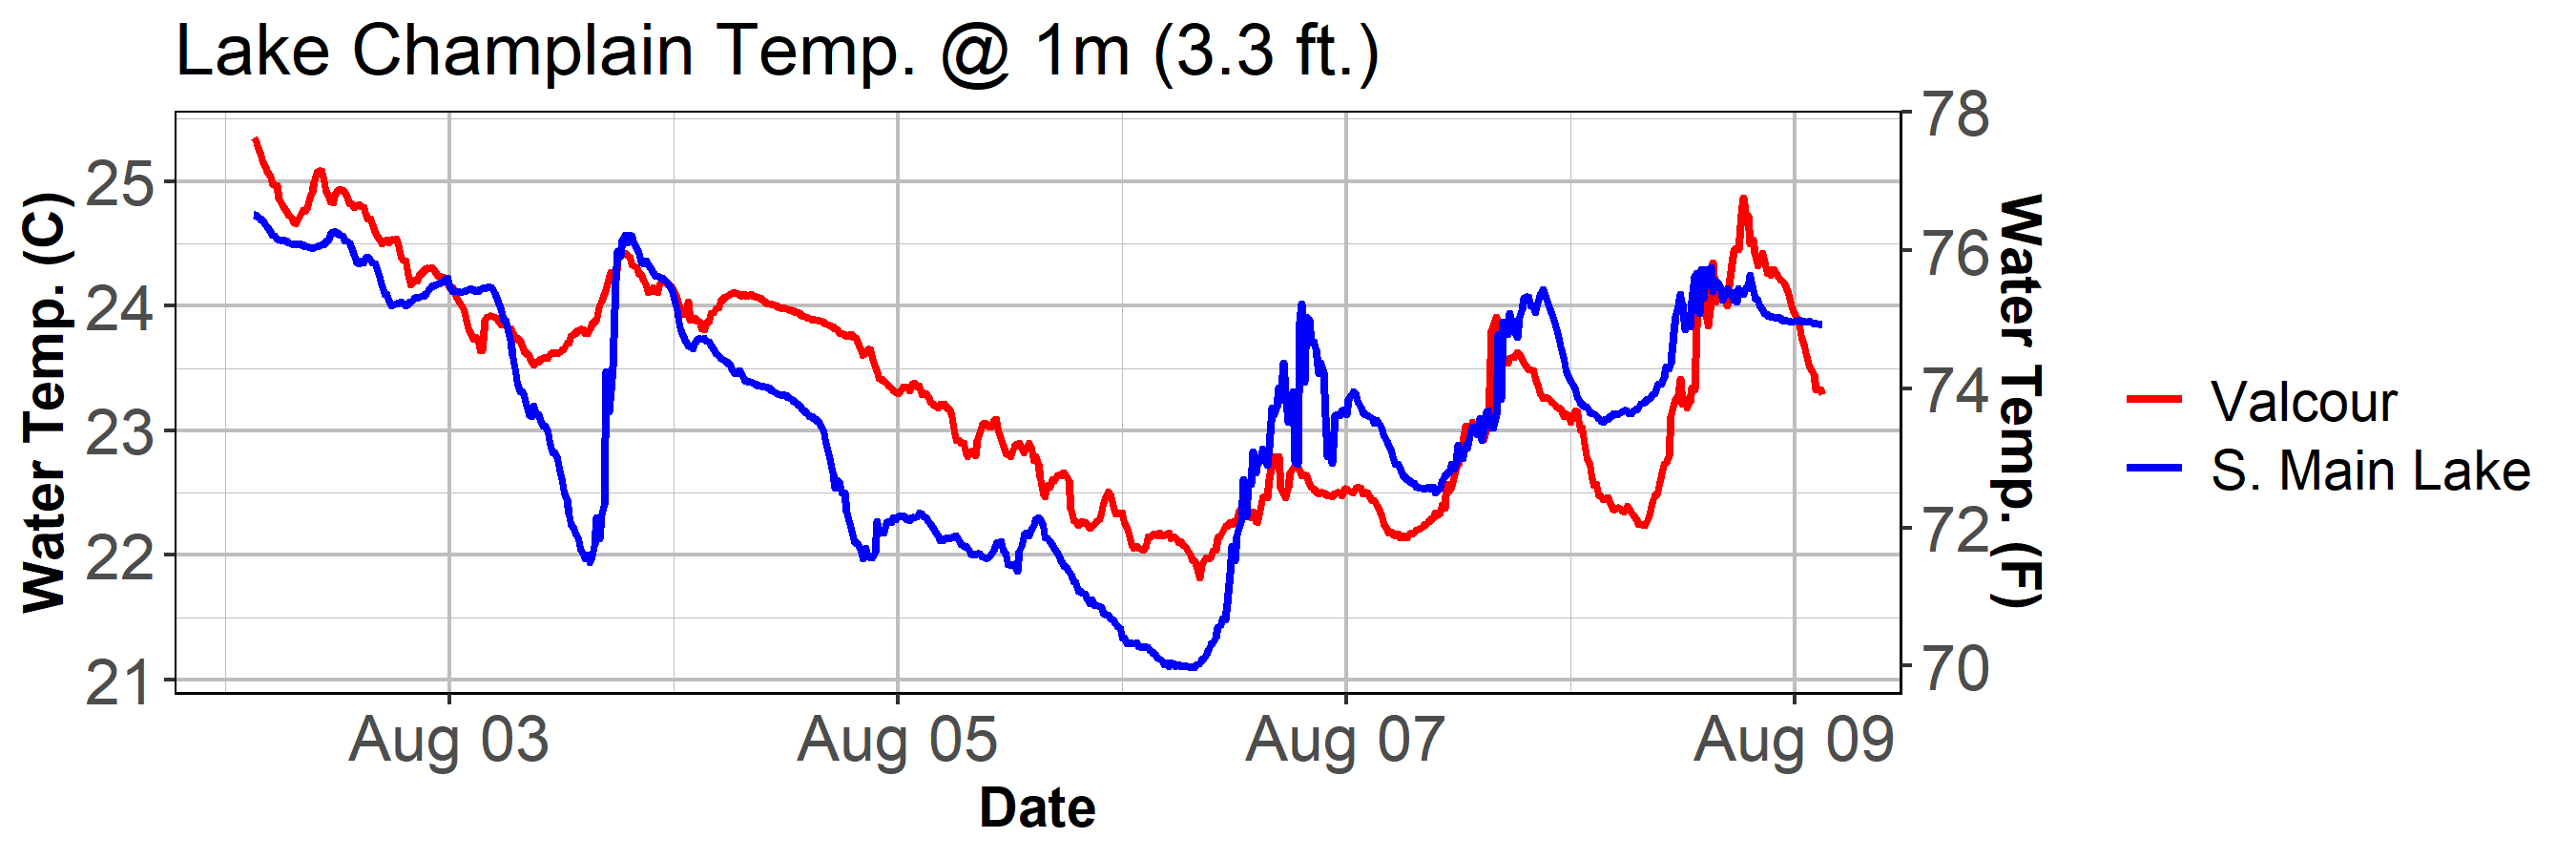 Lake Champlain Temp. @ 1m (3.3 ft.)
Water Temp. (C)
25
24
23
22
21
78
76
74
72
70
Water Temp. (F)
Aug 03
Aug 05
Aug 07
Aug 09
Date
Valcour
S. Main Lake